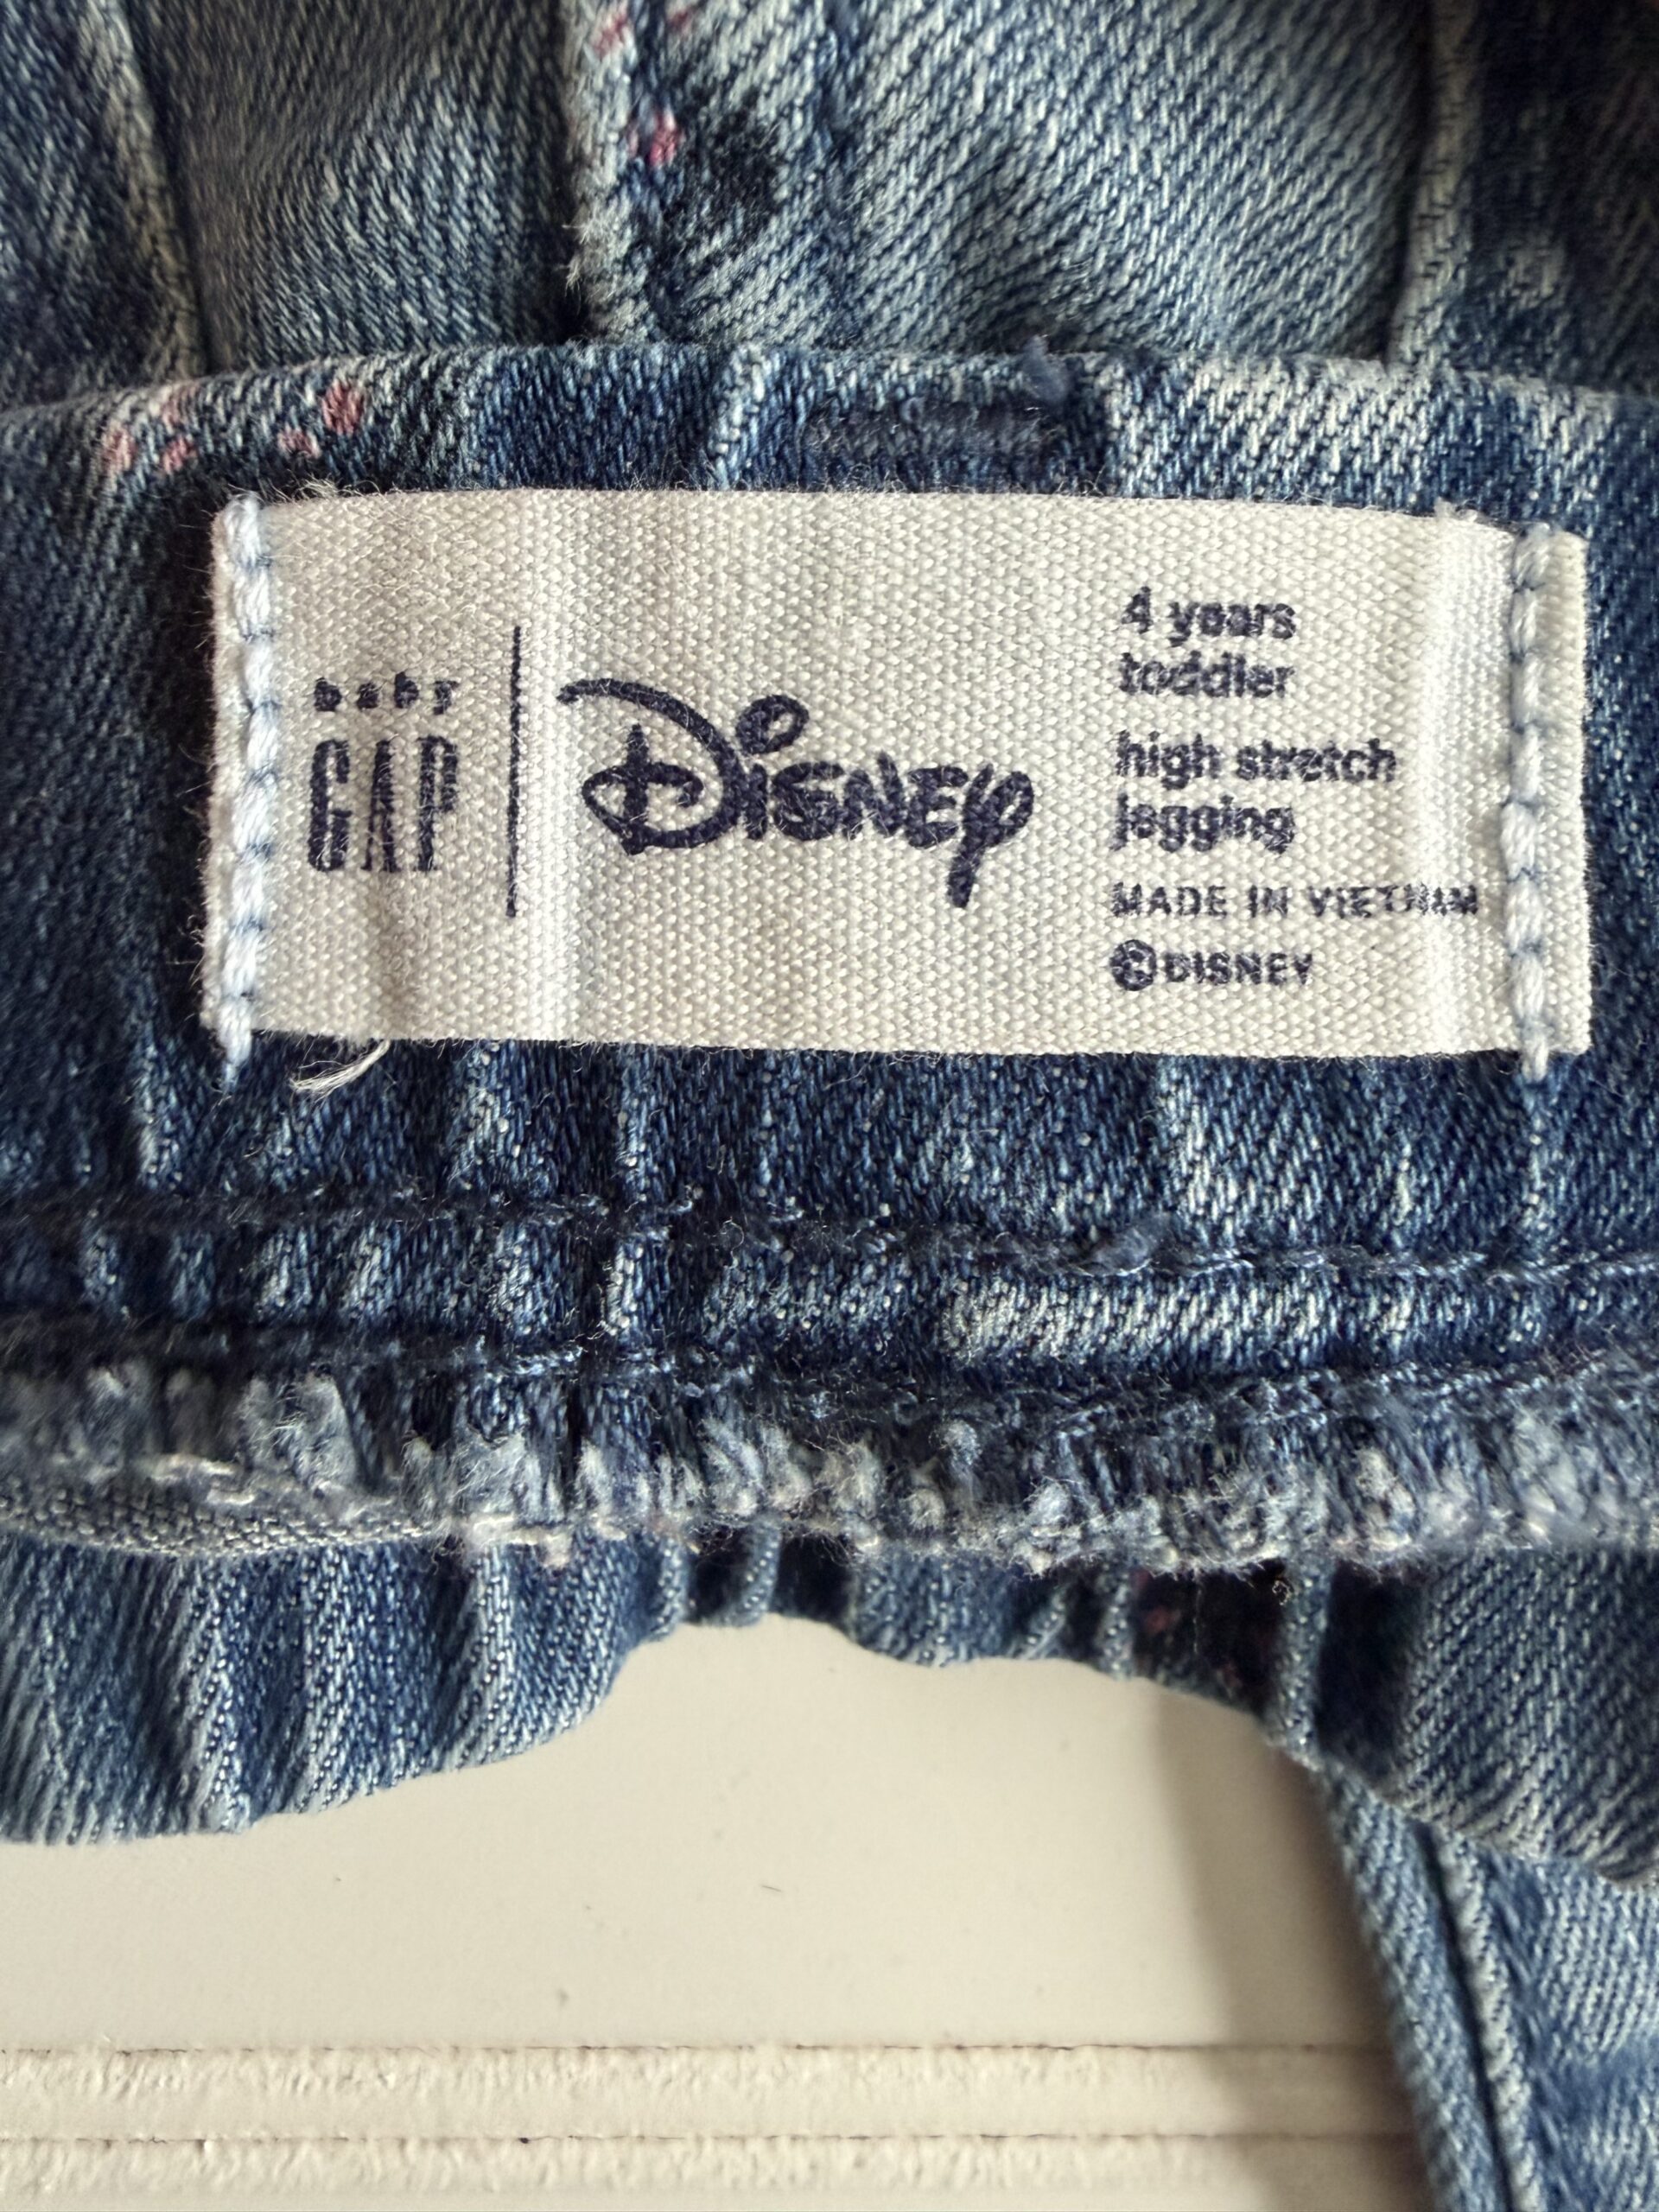 baby
GAP
Disney
4 years
toddler
high stretch
jegging
MADE IN VIETNAM
©DISNEY